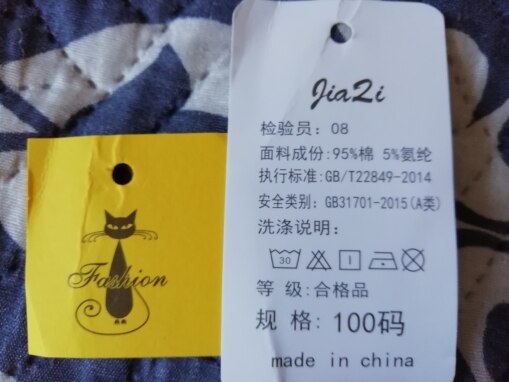 JiaQi
检验员：08
面料成份:95%棉 5%氨纶
执行标准:GB/T22849-2014
安全类别：GB31701-2015(A类)
洗涤说明：
30
等 级:合格品
规 格: 100码
made in china
Fashion